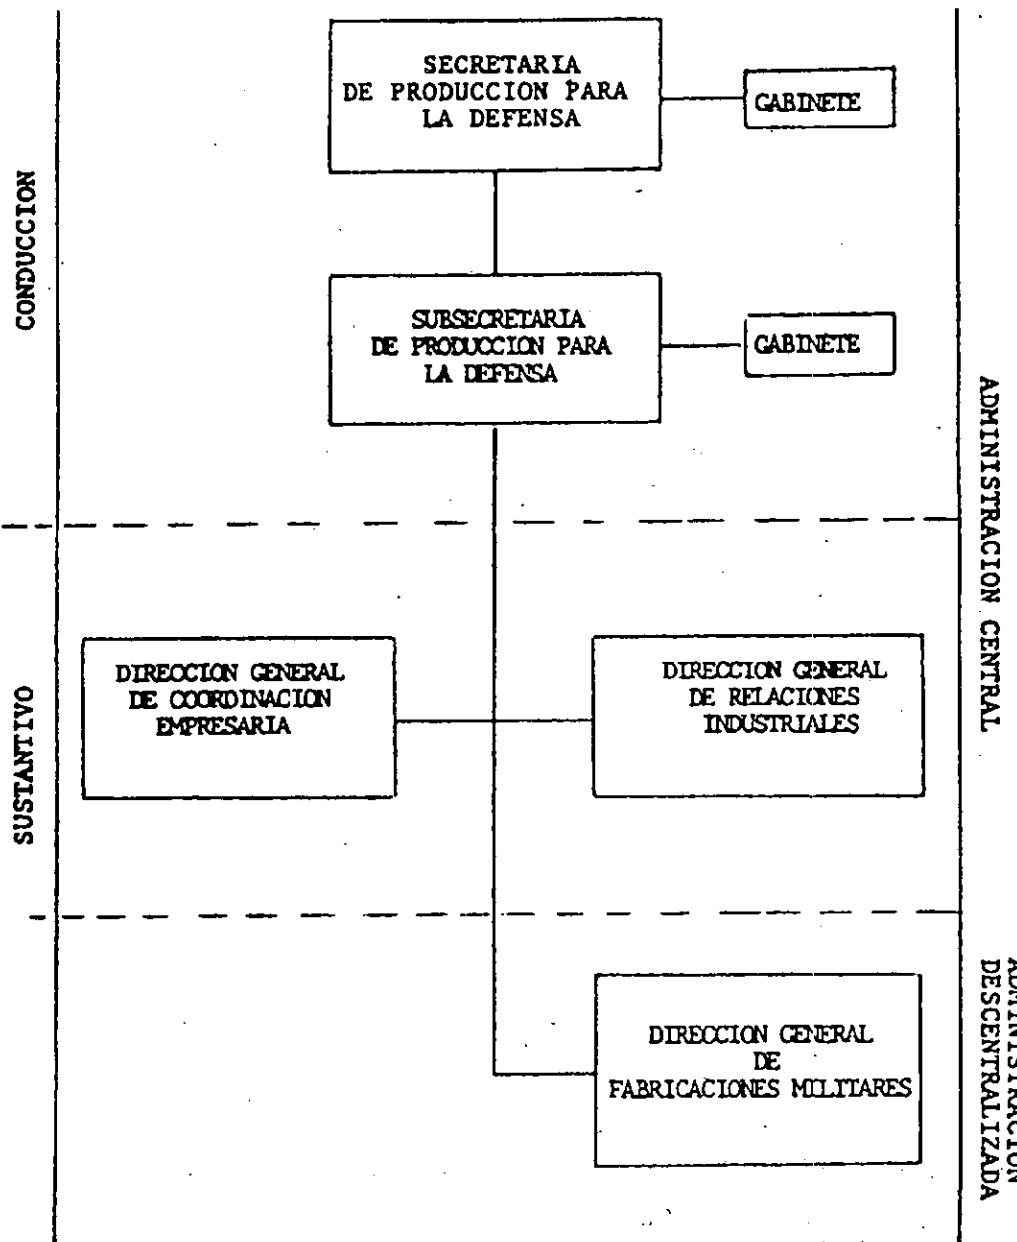 SECRETARIA
DE PRODUCCION PARA
LA DEFENSA
GABINETE
CONDUCCION
SUBSECRETARIA
DE PRODUCCION PARA
LA DEFENSA
GABINETE
ADMINISTRACION CENTRAL
SUSTANTIVO
DIRECCION GENERAL
DE COORDINACION
EMPRESARIA
DIRECCION GENERAL
DE RELACIONES
INDUSTRIALES
DIRECCION GENERAL
DE
FABRICACIONES MILITARES
ADMINISTRACION
DESCENTRALIZADA